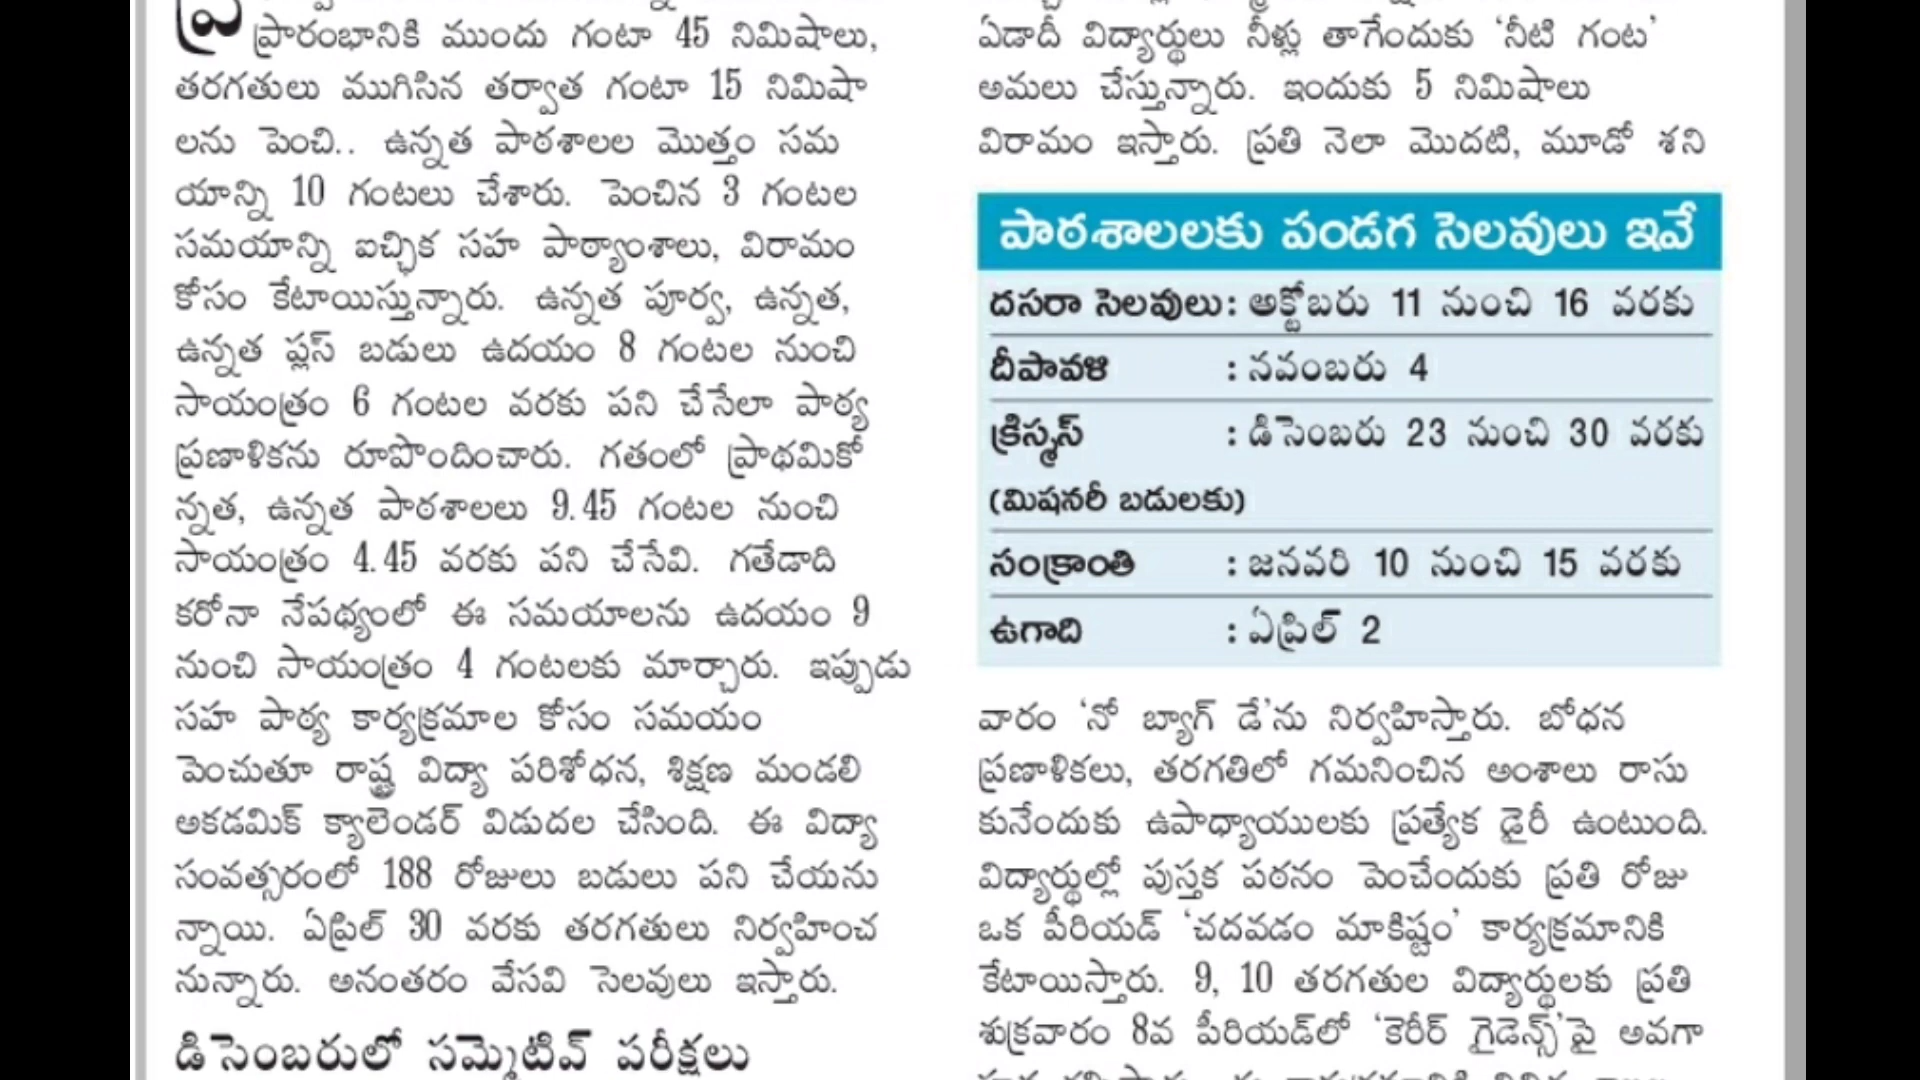 ప్రారంభానికి ముందు గంటా 45 నిమిషాలు,
తరగతులు ముగిసిన తర్వాత గంటా 15 నిమిషా
లను పెంచి.. ఉన్నత పాఠశాలల మొత్తం సమ
యాన్ని 10 గంటలు చేశారు. పెంచిన 3 గంటల
సమయాన్ని ఐచ్ఛిక సహ పాఠ్యాంశాలు, విరామం
కోసం కేటాయిస్తున్నారు. ఉన్నత పూర్వ, ఉన్నత,
ఉన్నత ప్లస్ బడులు ఉదయం 8 గంటల నుంచి
సాయంత్రం 6 గంటల వరకు పని చేసేలా పాఠ్య
ప్రణాళికను రూపొందించారు. గతంలో ప్రాథమికో
న్నత, ఉన్నత పాఠశాలలు 9.45 గంటల నుంచి
సాయంత్రం 4.45 వరకు పని చేసేవి. గతేడాది
కరోనా నేపథ్యంలో ఈ సమయాలను ఉదయం 9
నుంచి సాయంత్రం 4 గంటలకు మార్చారు. ఇప్పుడు
సహ పాఠ్య కార్యక్రమాల కోసం సమయం
పెంచుతూ రాష్ట్ర విద్యా పరిశోధన, శిక్షణ మండలి
అకడమిక్ క్యాలెండర్ విడుదల చేసింది. ఈ విద్యా
సంవత్సరంలో 188 రోజులు బడులు పని చేయను
న్నాయి. ఏప్రిల్ 30 వరకు తరగతులు నిర్వహించ
నున్నారు. అనంతరం వేసవి సెలవులు ఇస్తారు.
డిసెంబరులో సమ్మెటివ్ పరీక్షలు
ఏడాదీ విద్యార్థులు నీళ్లు తాగేందుకు ‘నీటి గంట’
అమలు చేస్తున్నారు. ఇందుకు 5 నిమిషాలు
విరామం ఇస్తారు. ప్రతి నెలా మొదటి, మూడో శని
పాఠశాలలకు పండగ సెలవులు ఇవే
దసరా సెలవులు: అక్టోబరు 11 నుంచి 16 వరకు
దీపావళి : నవంబరు 4
క్రిస్మస్ : డిసెంబరు 23 నుంచి 30 వరకు
(మిషనరీ బడులకు)
సంక్రాంతి : జనవరి 10 నుంచి 15 వరకు
ఉగాది : ఏప్రిల్ 2
వారం ‘నో బ్యాగ్ డే’ను నిర్వహిస్తారు. బోధన
ప్రణాళికలు, తరగతిలో గమనించిన అంశాలు రాసు
కునేందుకు ఉపాధ్యాయులకు ప్రత్యేక డైరీ ఉంటుంది.
విద్యార్థుల్లో పుస్తక పఠనం పెంచేందుకు ప్రతి రోజు
ఒక పీరియడ్ ‘చదవడం మాకిష్టం’ కార్యక్రమానికి
కేటాయిస్తారు. 9, 10 తరగతుల విద్యార్థులకు ప్రతి
శుక్రవారం 8వ పీరియడ్‌లో ‘కెరీర్ గైడెన్స్’పై అవగా